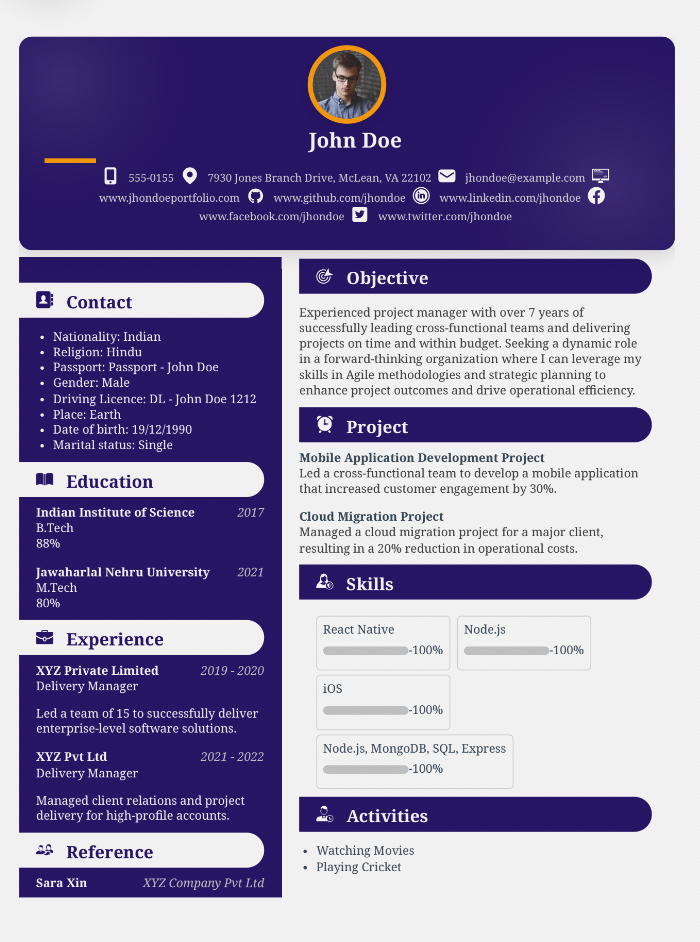 John Doe
555-0155 7930 Jones Branch Drive, McLean, VA 22102 jhondoe@example.com
www.jhondoeportfolio.com www.github.com/jhondoe www.linkedin.com/jhondoe
www.facebook.com/jhondoe www.twitter.com/jhondoe
Contact
• Nationality: Indian
• Religion: Hindu
• Passport: Passport - John Doe
• Gender: Male
• Driving Licence: DL - John Doe 1212
• Place: Earth
• Date of birth: 19/12/1990
• Marital status: Single
Education
Indian Institute of Science 2017
B.Tech
88%
Jawaharlal Nehru University 2021
M.Tech
80%
Experience
XYZ Private Limited 2019 - 2020
Delivery Manager
Led a team of 15 to successfully deliver
enterprise-level software solutions.
XYZ Pvt Ltd 2021 - 2022
Delivery Manager
Managed client relations and project
delivery for high-profile accounts.
Reference
Sara Xin XYZ Company Pvt Ltd
Objective
Experienced project manager with over 7 years of
successfully leading cross-functional teams and delivering
projects on time and within budget. Seeking a dynamic role
in a forward-thinking organization where I can leverage my
skills in Agile methodologies and strategic planning to
enhance project outcomes and drive operational efficiency.
Project
Mobile Application Development Project
Led a cross-functional team to develop a mobile application
that increased customer engagement by 30%.
Cloud Migration Project
Managed a cloud migration project for a major client,
resulting in a 20% reduction in operational costs.
Skills
React Native
-100%
Node.js
-100%
iOS
-100%
Node.js, MongoDB, SQL, Express
-100%
Activities
• Watching Movies
• Playing Cricket